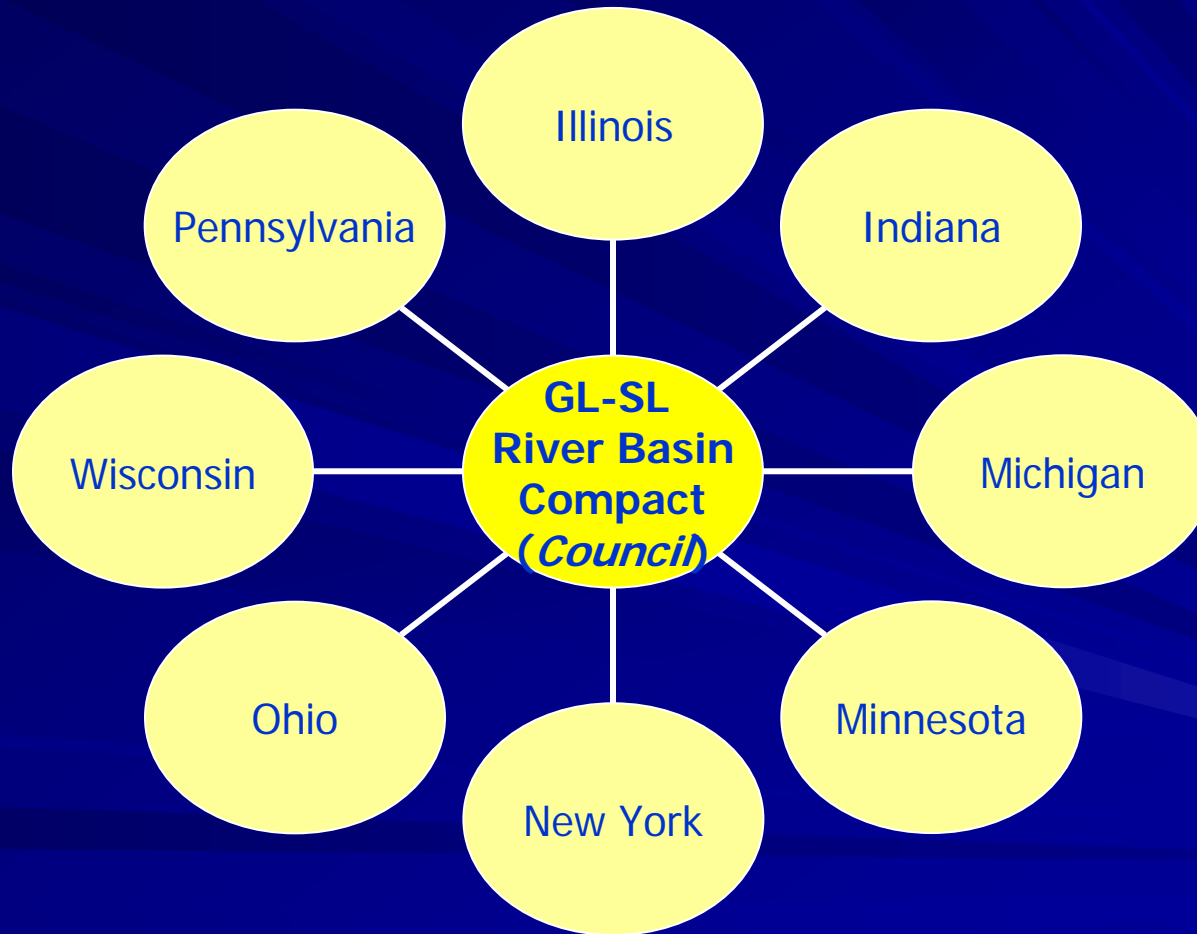 Illinois
Pennsylvania
Indiana
GL-SL
River Basin
Compact
(Council)
Wisconsin
Michigan
Ohio
Minnesota
New York